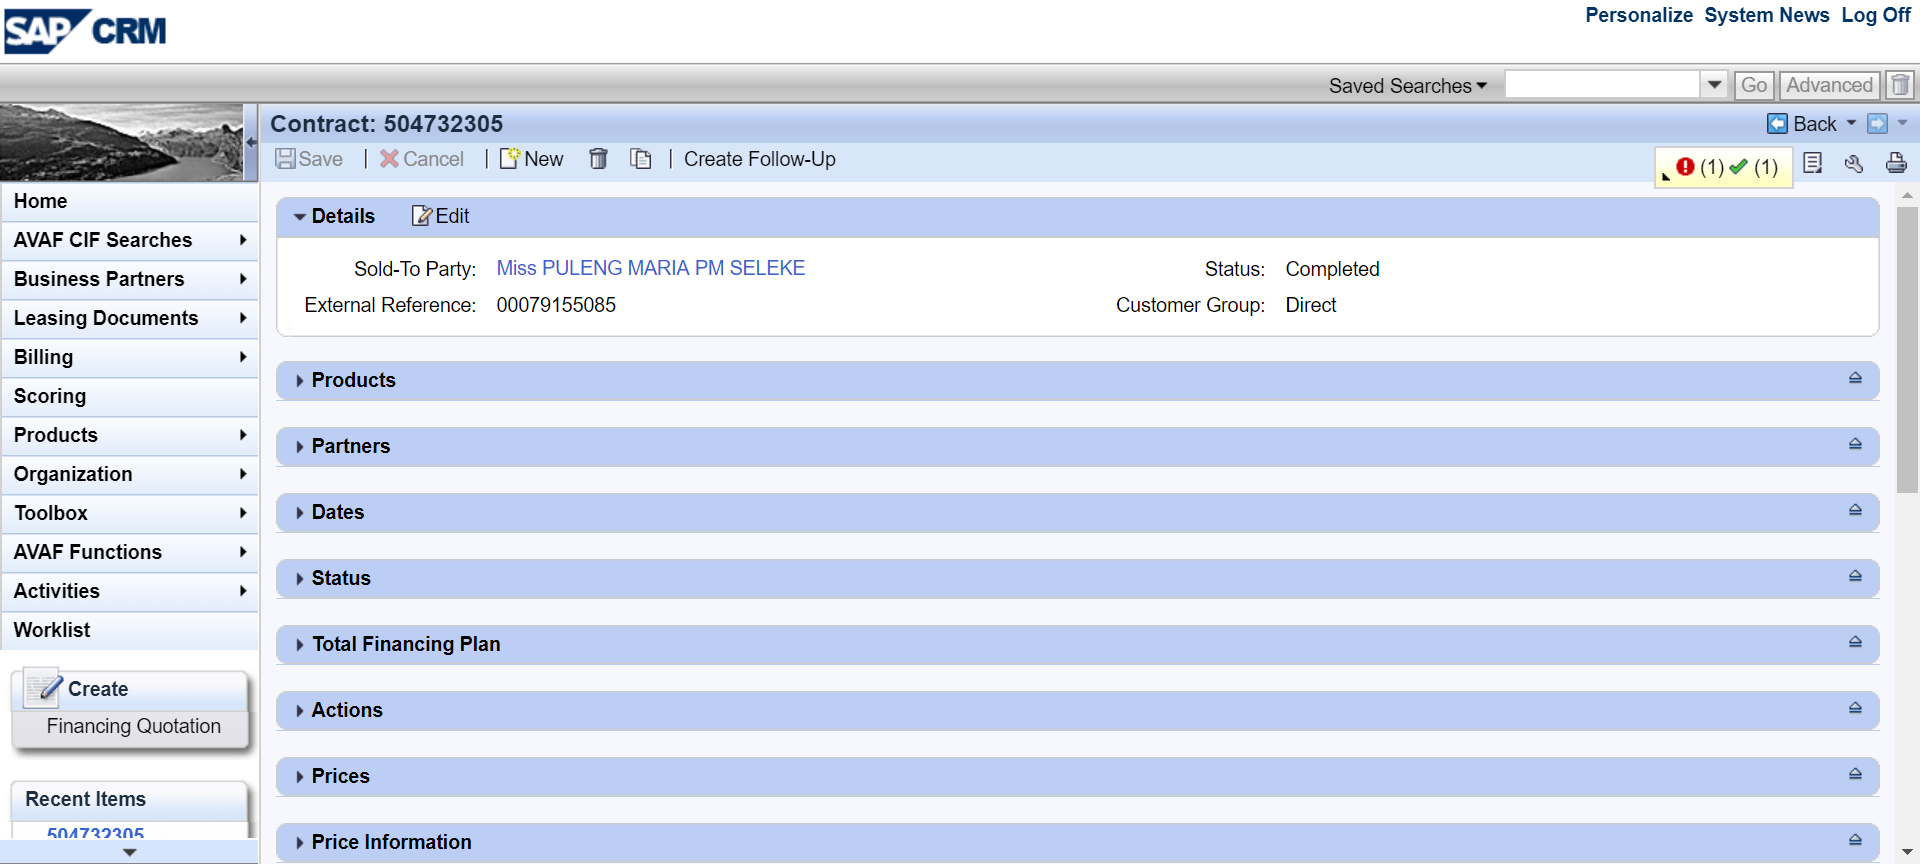 SAP CRM
Personalize System News Log Off
Saved Searches Go Advanced
Contract: 504732305 Back
Save | Cancel | New | Create Follow-Up (1) (1)
Home
AVAF CIF Searches
Business Partners
Leasing Documents
Billing
Scoring
Products
Organization
Toolbox
AVAF Functions
Activities
Worklist
Create
Financing Quotation
Recent Items
504732305
Details Edit
Sold-To Party: Miss PULENG MARIA PM SELEKE Status: Completed
External Reference: 00079155085 Customer Group: Direct
Products
Partners
Dates
Status
Total Financing Plan
Actions
Prices
Price Information